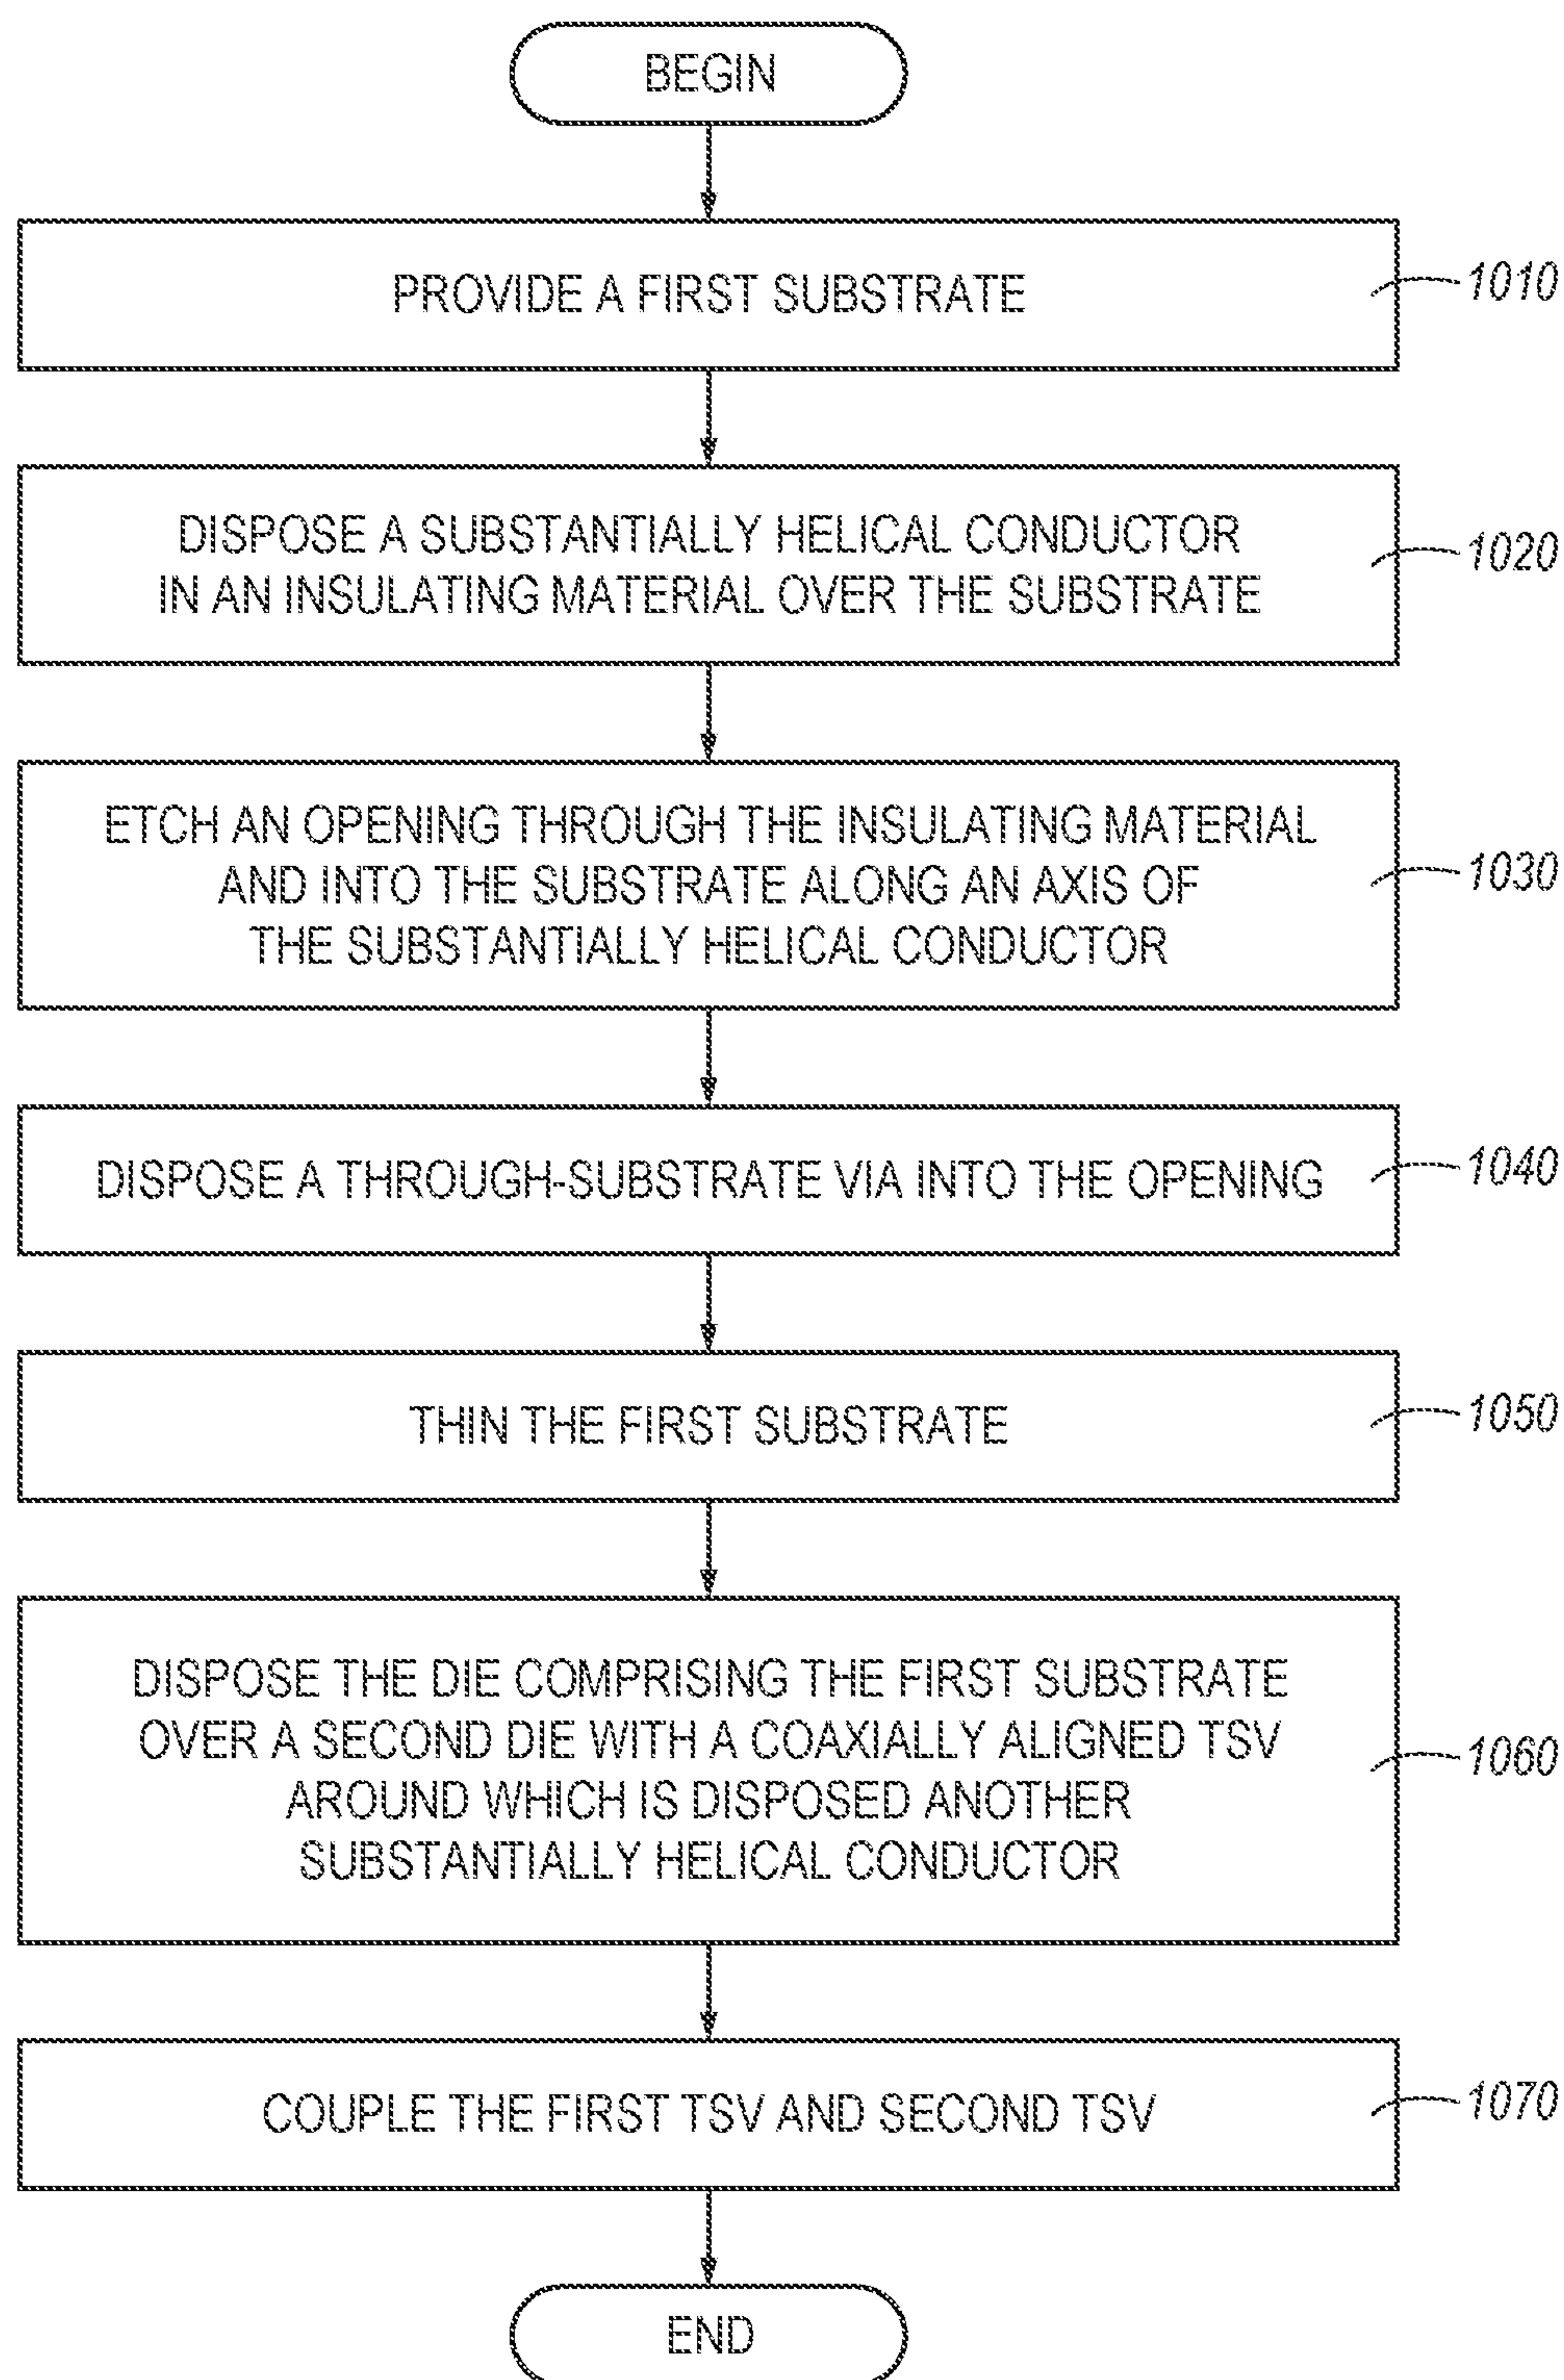 BEGIN
PROVIDE A FIRST SUBSTRATE
1010
DISPOSE A SUBSTANTIALLY HELICAL CONDUCTOR
IN AN INSULATING MATERIAL OVER THE SUBSTRATE
1020
ETCH AN OPENING THROUGH THE INSULATING MATERIAL
AND INTO THE SUBSTRATE ALONG AN AXIS OF
THE SUBSTANTIALLY HELICAL CONDUCTOR
1030
DISPOSE A THROUGH-SUBSTRATE VIA INTO THE OPENING
1040
THIN THE FIRST SUBSTRATE
1050
DISPOSE THE DIE COMPRISING THE FIRST SUBSTRATE
OVER A SECOND DIE WITH A COAXIALLY ALIGNED TSV
AROUND WHICH IS DISPOSED ANOTHER
SUBSTANTIALLY HELICAL CONDUCTOR
1060
COUPLE THE FIRST TSV AND SECOND TSV
1070
END